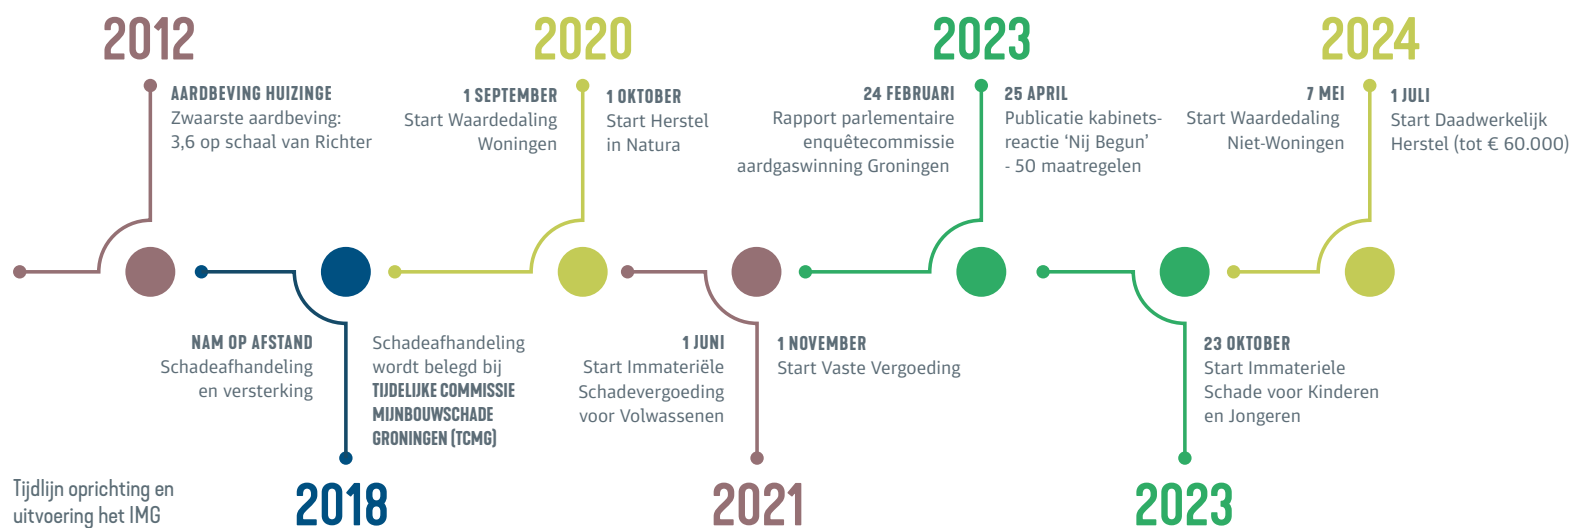 2012
AARDBEVING HUIZINGE
Zwaarste aardbeving:
3,6 op schaal van Richter
NAM OP AFSTAND
Schadeafhandeling
en versterking
Schadeafhandeling
wordt belegd bij
TIJDELIJKE COMMISSIE
MIJNBOUWSCHADE
GRONINGEN (TCMG)
2018
2020
1 SEPTEMBER
Start Waardedaling
Woningen
1 OKTOBER
Start Herstel
in Natura
1 JUNI
Start Immateriële
Schadevergoeding
voor Volwassenen
1 NOVEMBER
Start Vaste Vergoeding
2021
2023
24 FEBRUARI
Rapport parlementaire
enquêtecommissie
aardgaswinning Groningen
25 APRIL
Publicatie kabinets-
reactie ‘Nij Begun’
- 50 maatregelen
23 OKTOBER
Start Immateriele
Schade voor Kinderen
en Jongeren
2023
2024
7 MEI
Start Waardedaling
Niet-Woningen
1 JULI
Start Daadwerkelijk
Herstel (tot € 60.000)
Tijdlijn oprichting en
uitvoering het IMG